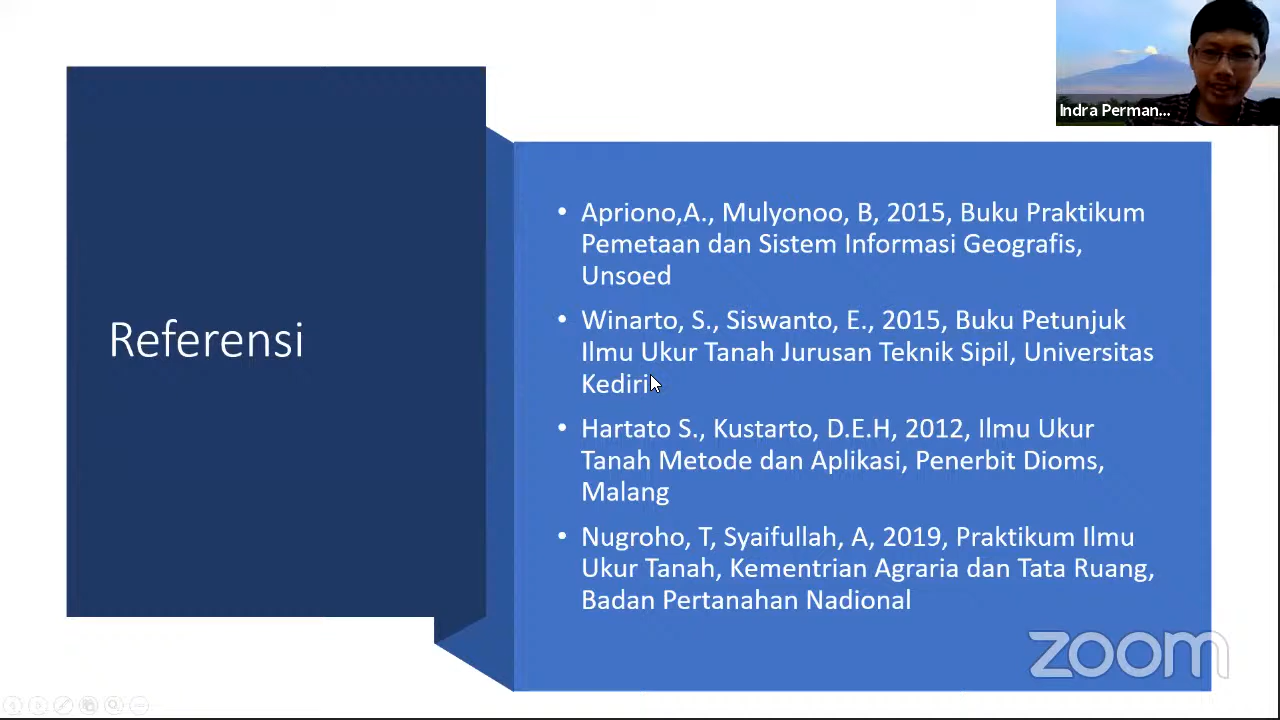 Indra Perman...
Referensi
• Apriono,A., Mulyonoo, B, 2015, Buku Praktikum
Pemetaan dan Sistem Informasi Geografis,
Unsoed
• Winarto, S., Siswanto, E., 2015, Buku Petunjuk
Ilmu Ukur Tanah Jurusan Teknik Sipil, Universitas
Kediri
• Hartato S., Kustarto, D.E.H, 2012, Ilmu Ukur
Tanah Metode dan Aplikasi, Penerbit Dioms,
Malang
• Nugroho, T, Syaifullah, A, 2019, Praktikum Ilmu
Ukur Tanah, Kementrian Agraria dan Tata Ruang,
Badan Pertanahan Nadional
zoom